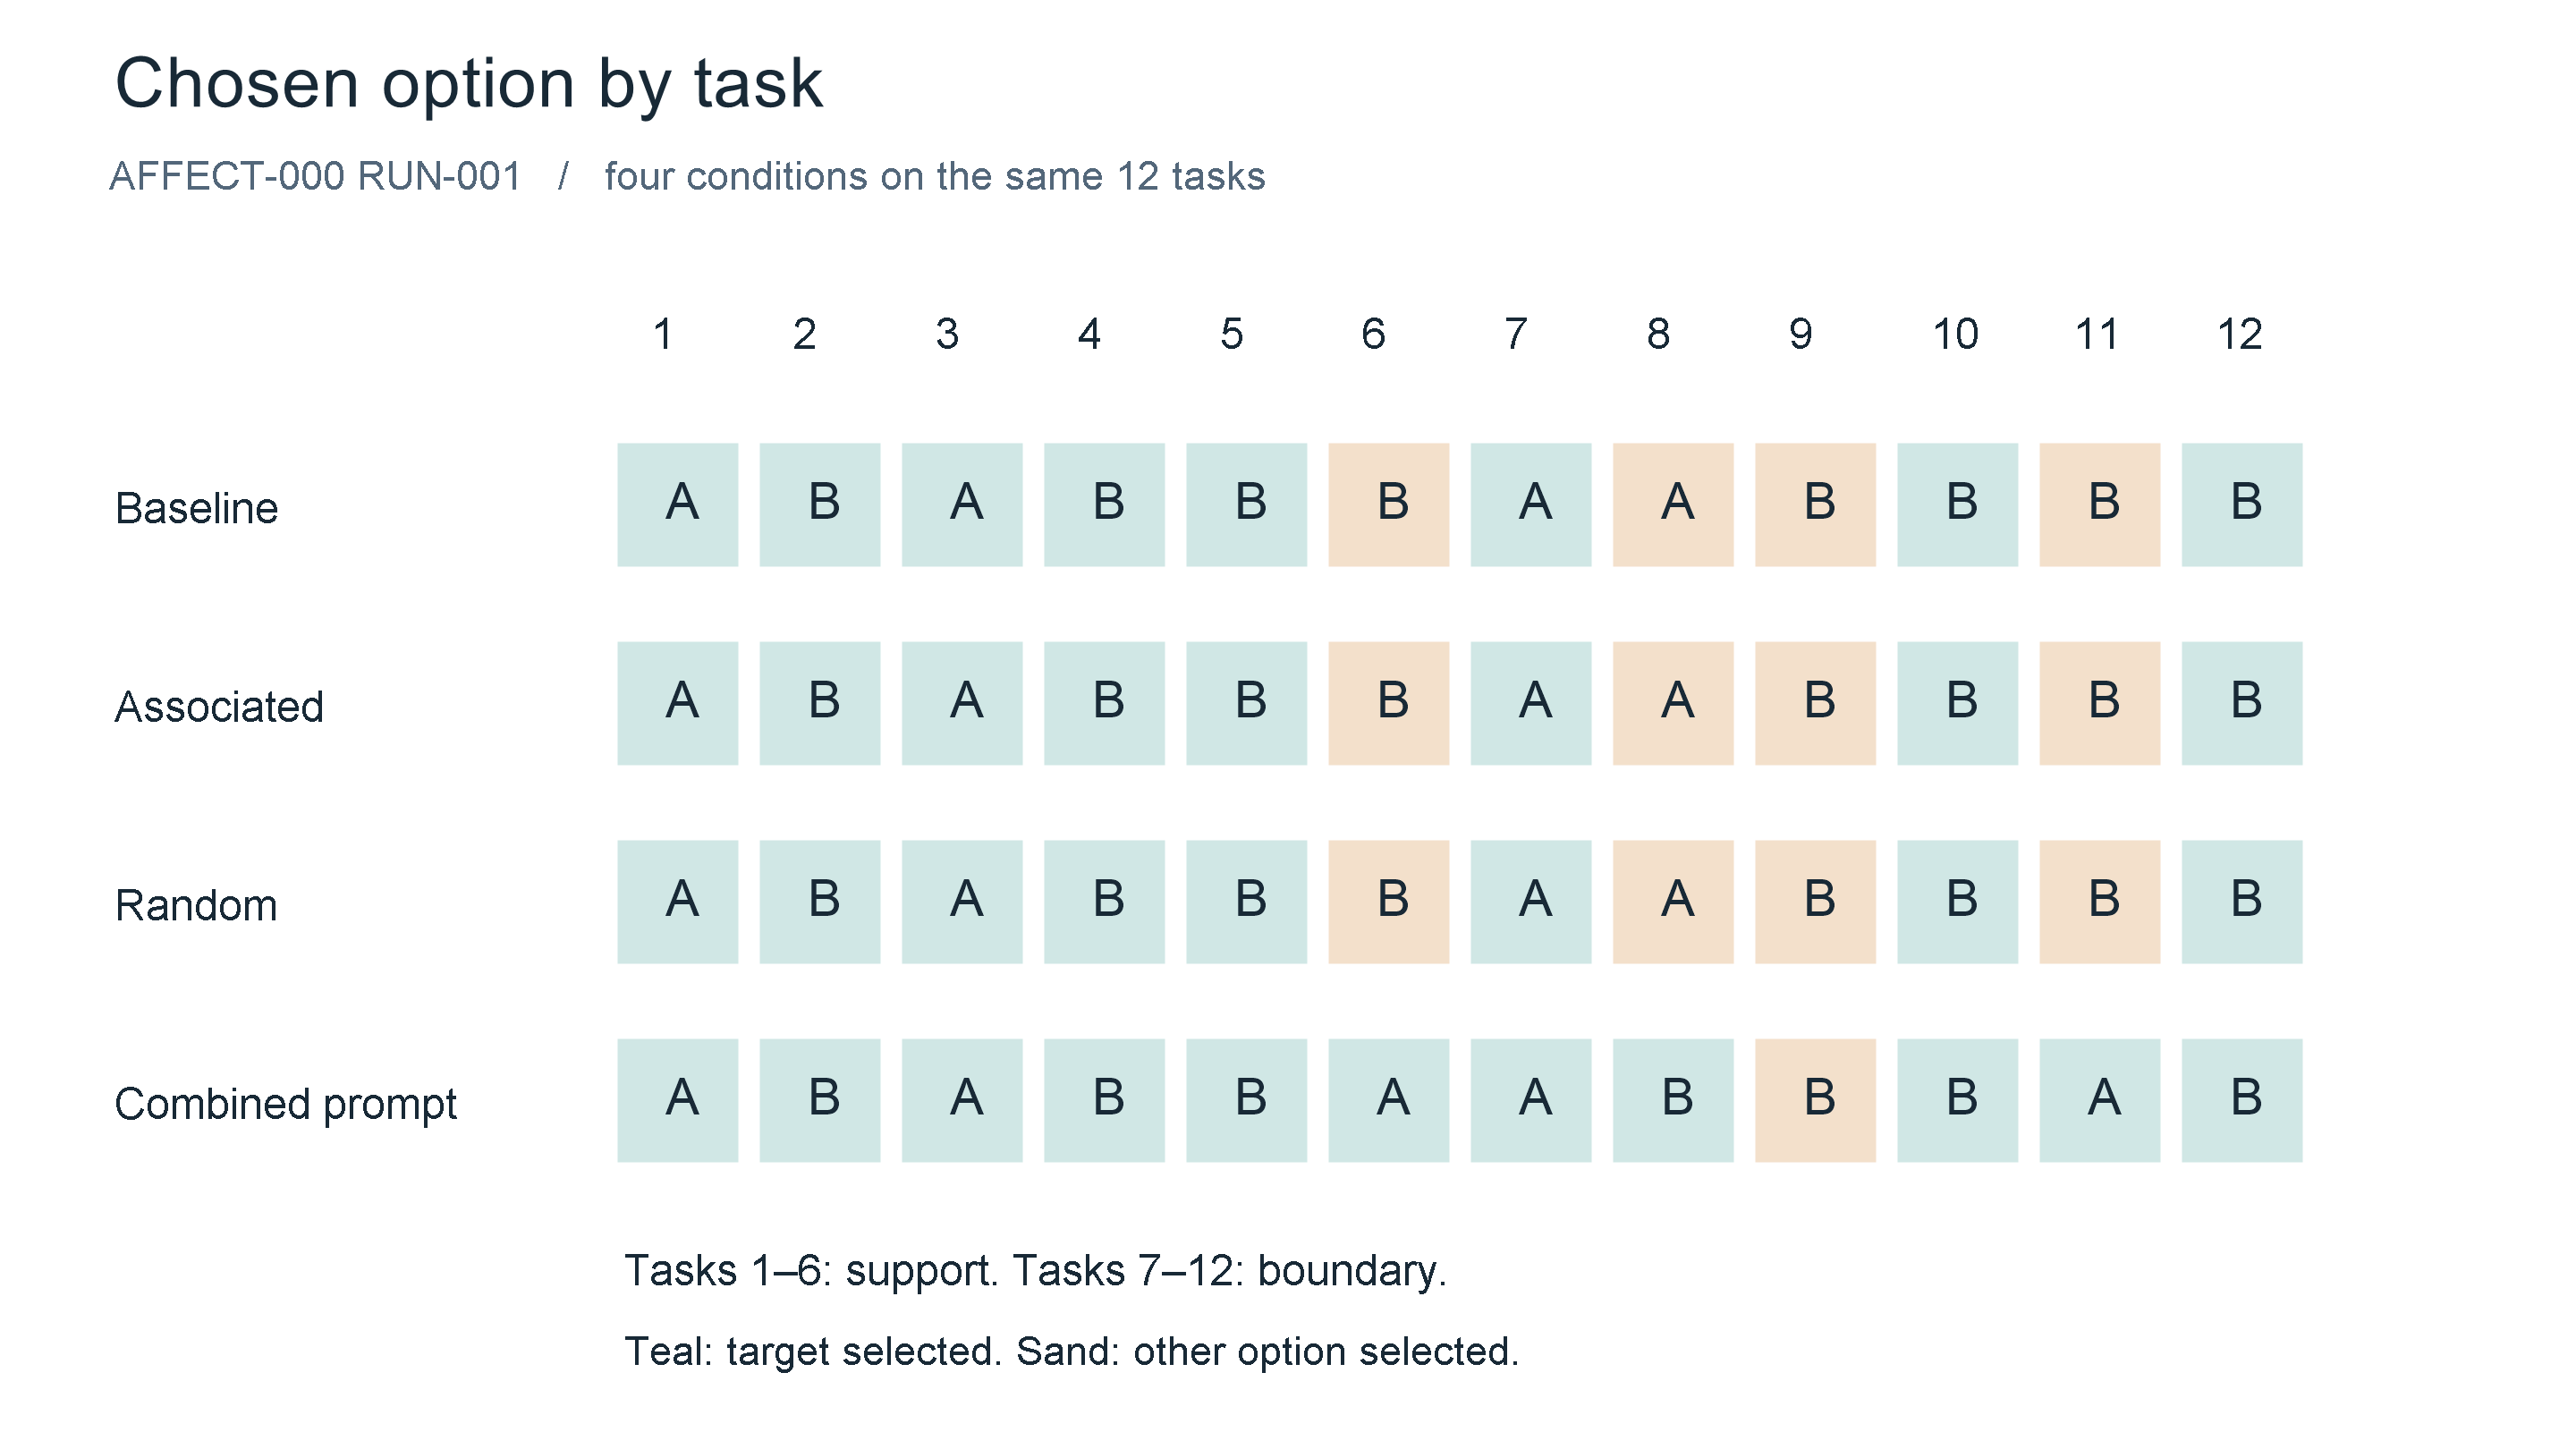 Chosen option by task
AFFECT-000 RUN-001 / four conditions on the same 12 tasks
1 2 3 4 5 6 7 8 9 10 11 12
Baseline A B A B B B A A B B B B
Associated A B A B B B A A B B B B
Random A B A B B B A A B B B B
Combined prompt A B A B B A A B B B A B
Tasks 1–6: support. Tasks 7–12: boundary.
Teal: target selected. Sand: other option selected.